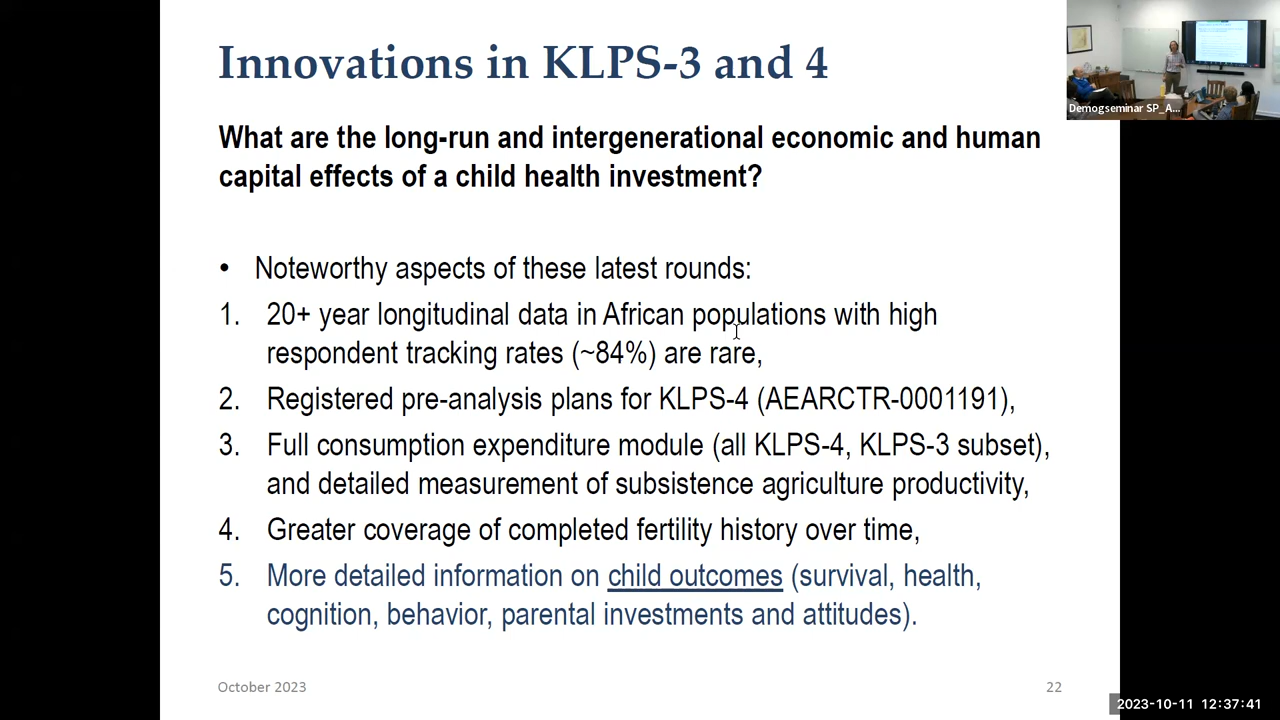 Innovations in KLPS-3 and 4
Demogseminar SP_A...
What are the long-run and intergenerational economic and human
capital effects of a child health investment?
• Noteworthy aspects of these latest rounds:
1. 20+ year longitudinal data in African populations with high
respondent tracking rates (~84%) are rare,
2. Registered pre-analysis plans for KLPS-4 (AEARCTR-0001191),
3. Full consumption expenditure module (all KLPS-4, KLPS-3 subset),
and detailed measurement of subsistence agriculture productivity,
4. Greater coverage of completed fertility history over time,
5. More detailed information on child outcomes (survival, health,
cognition, behavior, parental investments and attitudes).
October 2023
22
2023-10-11 12:37:41